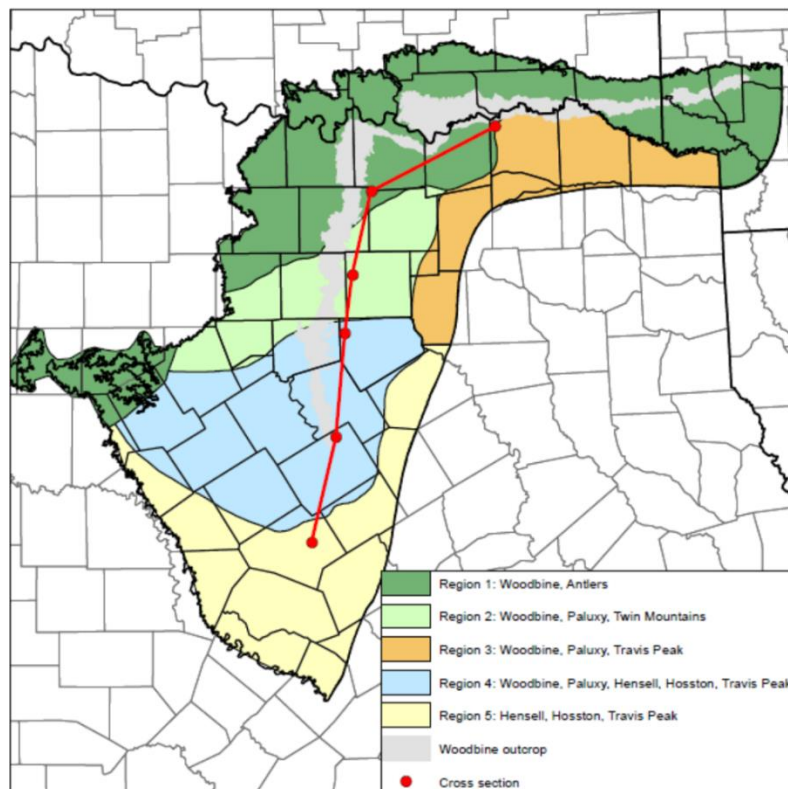 Region 1: Woodbine, Antlers
Region 2: Woodbine, Paluxy, Twin Mountains
Region 3: Woodbine, Paluxy, Travis Peak
Region 4: Woodbine, Paluxy, Hensell, Hosston, Travis Peak
Region 5: Hensell, Hosston, Travis Peak
Woodbine outcrop
Cross section